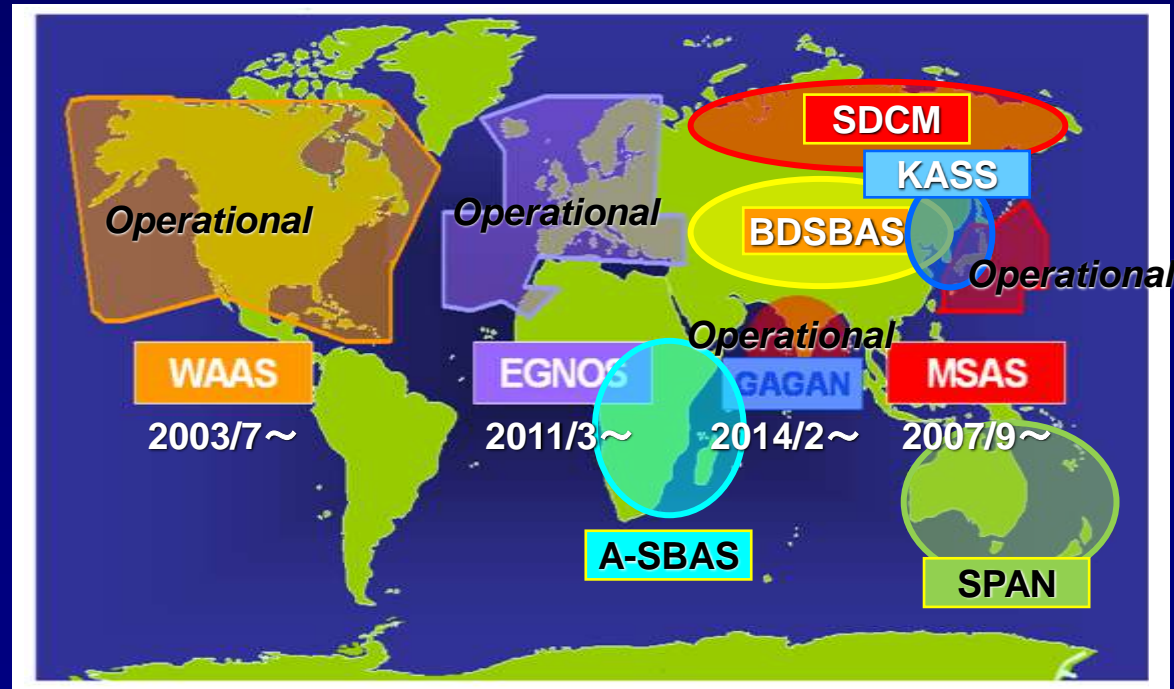 SDCM
KASS
Operational
Operational
BDSBAS
Operational
Operational
WAAS
EGNOS
GAGAN
MSAS
2003/7～
2011/3～
2014/2～
2007/9～
A-SBAS
SPAN